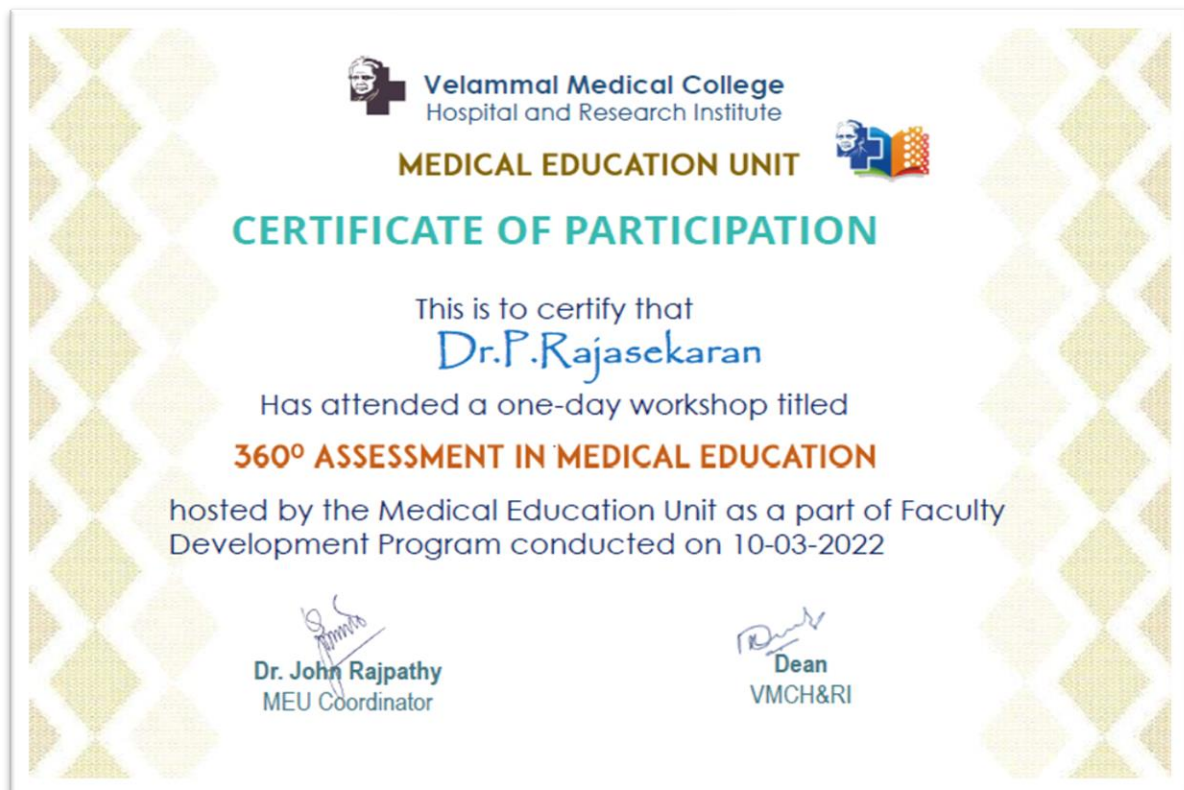 Velammal Medical College
Hospital and Research Institute
MEDICAL EDUCATION UNIT
CERTIFICATE OF PARTICIPATION
This is to certify that
Dr.P.Rajasekaran
Has attended a one-day workshop titled
360º ASSESSMENT IN MEDICAL EDUCATION
hosted by the Medical Education Unit as a part of Faculty
Development Program conducted on 10-03-2022
Dr. John Rajpathy
MEU Coordinator
Dean
VMCH&RI